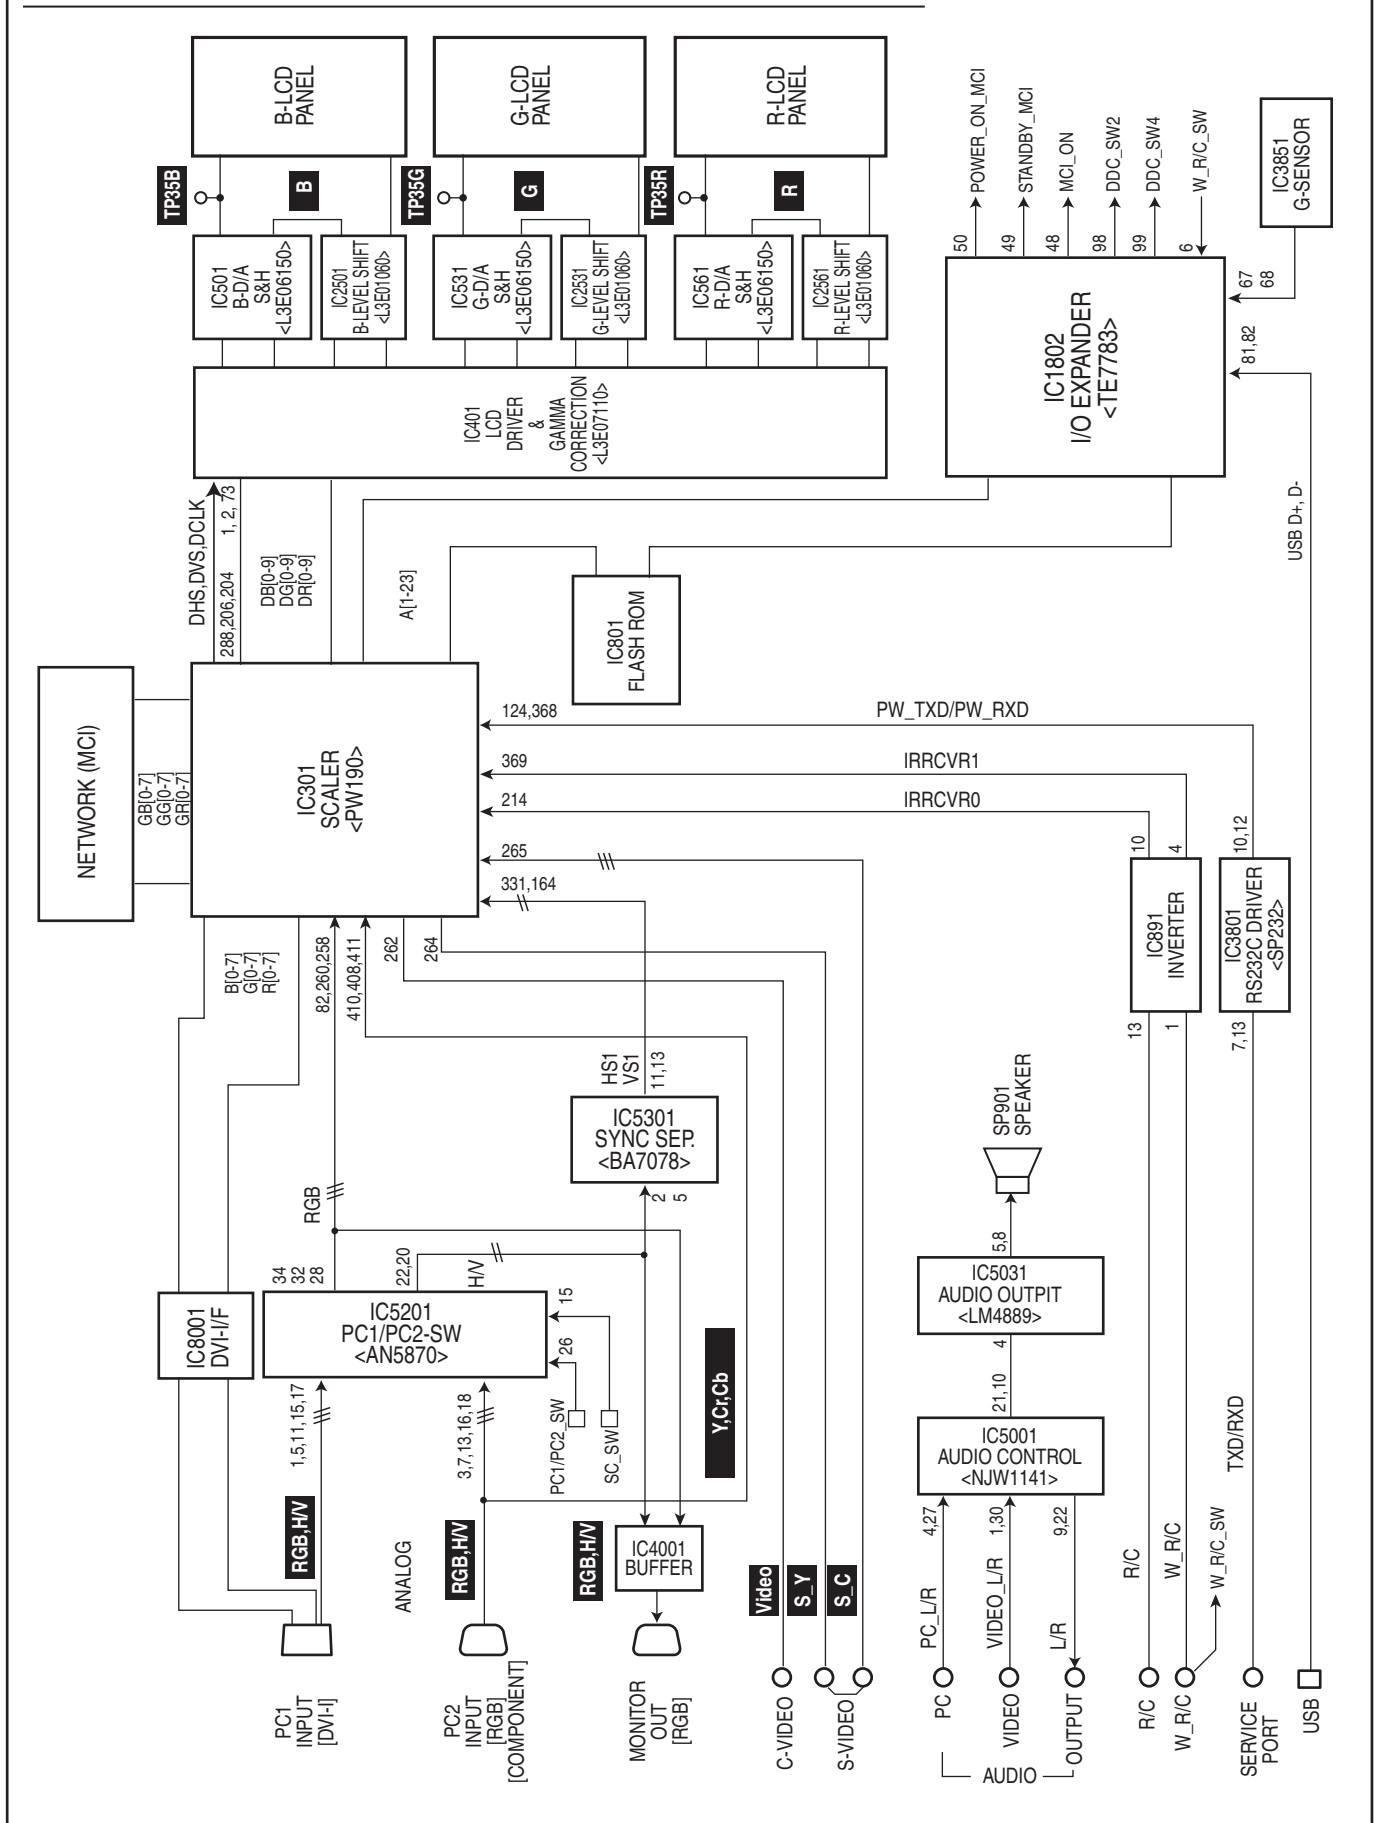 B-LCD
PANEL
G-LCD
PANEL
R-LCD
PANEL
TP35B
B
TP35G
G
TP35R
R
IC501
B-D/A
S&H
<L3E06150>
IC2501
B-LEVEL SHIFT
<L3E01060>
IC531
G-D/A
S&H
<L3E06150>
IC2531
G-LEVEL SHIFT
<L3E01060>
IC561
R-D/A
S&H
<L3E06150>
IC2561
R-LEVEL SHIFT
<L3E01060>
IC401
LCD
DRIVER
&
GAMMA
CORRECTION
<L3E07110>
POWER_ON_MCI
STANDBY_MCI
MCI_ON
DDC_SW2
DDC_SW4
W_R/C_SW
50
49
48
98
99
6
IC3851
G-SENSOR
67
68
81,82
IC1802
I/O EXPANDER
<TE7783>
USB D+, D-
DHS,DVS,DCLK
1, 2, 73
288,206,204
DB[0-9]
DG[0-9]
DR[0-9]
A[1-23]
IC801
FLASH ROM
NETWORK (MCI)
GB[0-7]
GG[0-7]
GR[0-7]
IC301
SCALER
<PW190>
124,368
PW_TXD/PW_RXD
369
IRRCVR1
214
IRRCVR0
265
331,164
B[0-7]
G[0-7]
R[0-7]
82,260,258
410,408,411
262
264
10
4
10,12
IC891
INVERTER
IC3801
RS232C DRIVER
<SP232>
13
1
7,13
HS1
VS1
11,13
IC5301
SYNC SEP.
<BA7078>
2
5
SP901
SPEAKER
RGB
34
32
28
22,20
H/V
5,8
IC8001
DVI-I/F
IC5201
PC1/PC2-SW
<AN5870>
15
26
IC5031
AUDIO OUTPIT
<LM4889>
4
21,10
1,5,11,15,17
3,7,13,16,18
PC1/PC2_SW
SC_SW
Y,Cr,Cb
IC5001
AUDIO CONTROL
<NJW1141>
4,27
1,30
9,22
TXD/RXD
RGB,H/V
ANALOG
RGB,H/V
RGB,H/V
IC4001
BUFFER
Video
S_Y
S_C
PC_L/R
VIDEO_L/R
L/R
R/C
W_R/C
W_R/C_SW
PC1
INPUT
[DVI-I]
PC2
INPUT
[RGB]
[COMPONENT]
MONITOR
OUT
[RGB]
C-VIDEO
S-VIDEO
PC
VIDEO
OUTPUT
AUDIO
R/C
W_R/C
SERVICE
PORT
USB